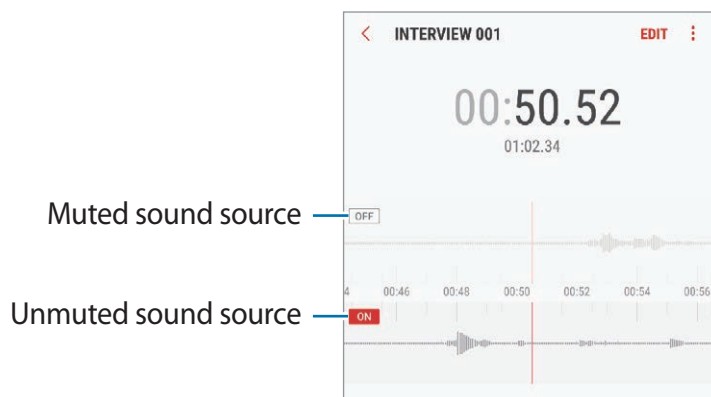 INTERVIEW 001 EDIT
00:50.52
01:02.34
Muted sound source
OFF
4 00:46 00:48 00:50 00:52 00:54 00:56
Unmuted sound source
ON